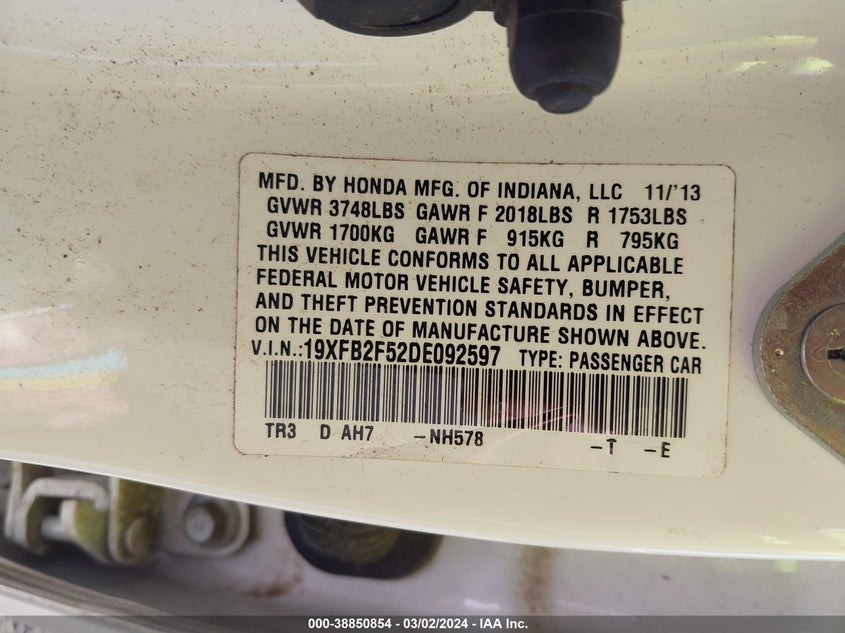 MFD. BY HONDA MFG. OF INDIANA, LLC 11/'13
GVWR 3748LBS GAWR F 2018LBS R 1753LBS
GVWR 1700KG GAWR F 915KG R 795KG
THIS VEHICLE CONFORMS TO ALL APPLICABLE
FEDERAL MOTOR VEHICLE SAFETY, BUMPER,
AND THEFT PREVENTION STANDARDS IN EFFECT
ON THE DATE OF MANUFACTURE SHOWN ABOVE.
V.I.N.:19XFB2F52DE092597 TYPE: PASSENGER CAR
TR3 D AH7 -NH578 -T -E
000-38850854 - 03/02/2024 - IAA Inc.